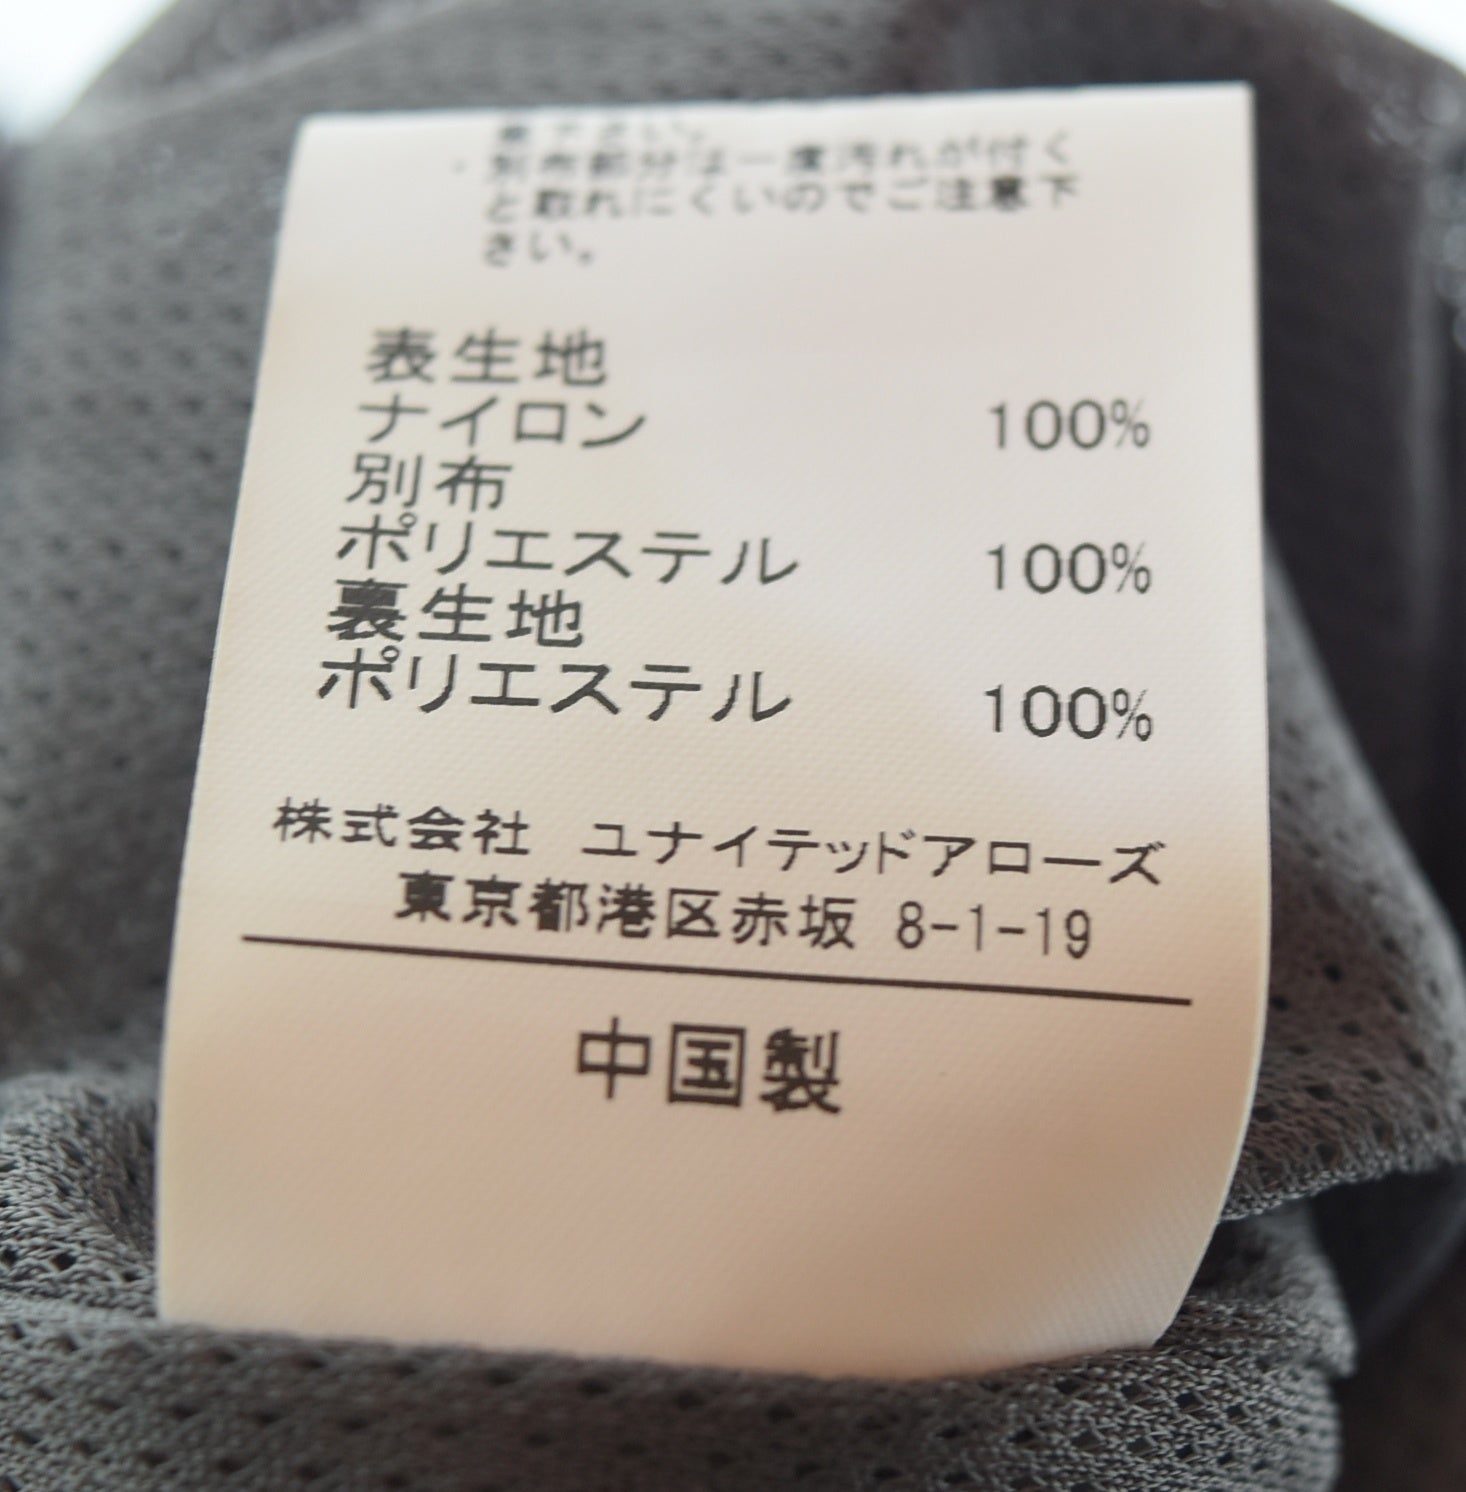 意下さい。
・別布部分は一度汚れが付く
と取れにくいのでご注意下
さい。
表生地
ナイロン 100%
別布
ポリエステル 100%
裏生地
ポリエステル 100%
株式会社 ユナイテッドアローズ
東京都港区赤坂 8-1-19
中国製